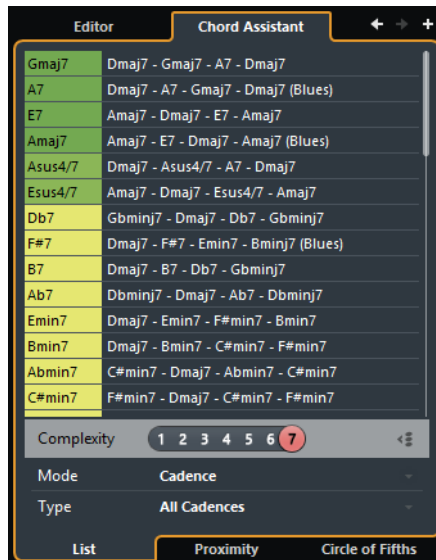 Editor Chord Assistant
Gmaj7 Dmaj7 - Gmaj7 - A7 - Dmaj7
A7 Dmaj7 - A7 - Gmaj7 - Dmaj7 (Blues)
E7 Amaj7 - Dmaj7 - E7 - Amaj7
Amaj7 Amaj7 - E7 - Dmaj7 - Amaj7 (Blues)
Asus4/7 Dmaj7 - Asus4/7 - A7 - Dmaj7
Esus4/7 Amaj7 - Dmaj7 - Esus4/7 - Amaj7
Db7 Gbminj7 - Dmaj7 - Db7 - Gbminj7
F#7 Dmaj7 - F#7 - Emin7 - Bminj7 (Blues)
B7 Dmaj7 - B7 - Db7 - Gbminj7
Ab7 Dbminj7 - Dmaj7 - Ab7 - Dbminj7
Emin7 Dmaj7 - Emin7 - F#min7 - Bmin7
Bmin7 Dmaj7 - Bmin7 - C#min7 - F#min7
Abmin7 C#min7 - Dmaj7 - Abmin7 - C#min7
C#min7 F#min7 - Dmaj7 - C#min7 - F#min7
Complexity 1 2 3 4 5 6 7
Mode Cadence
Type All Cadences
List Proximity Circle of Fifths